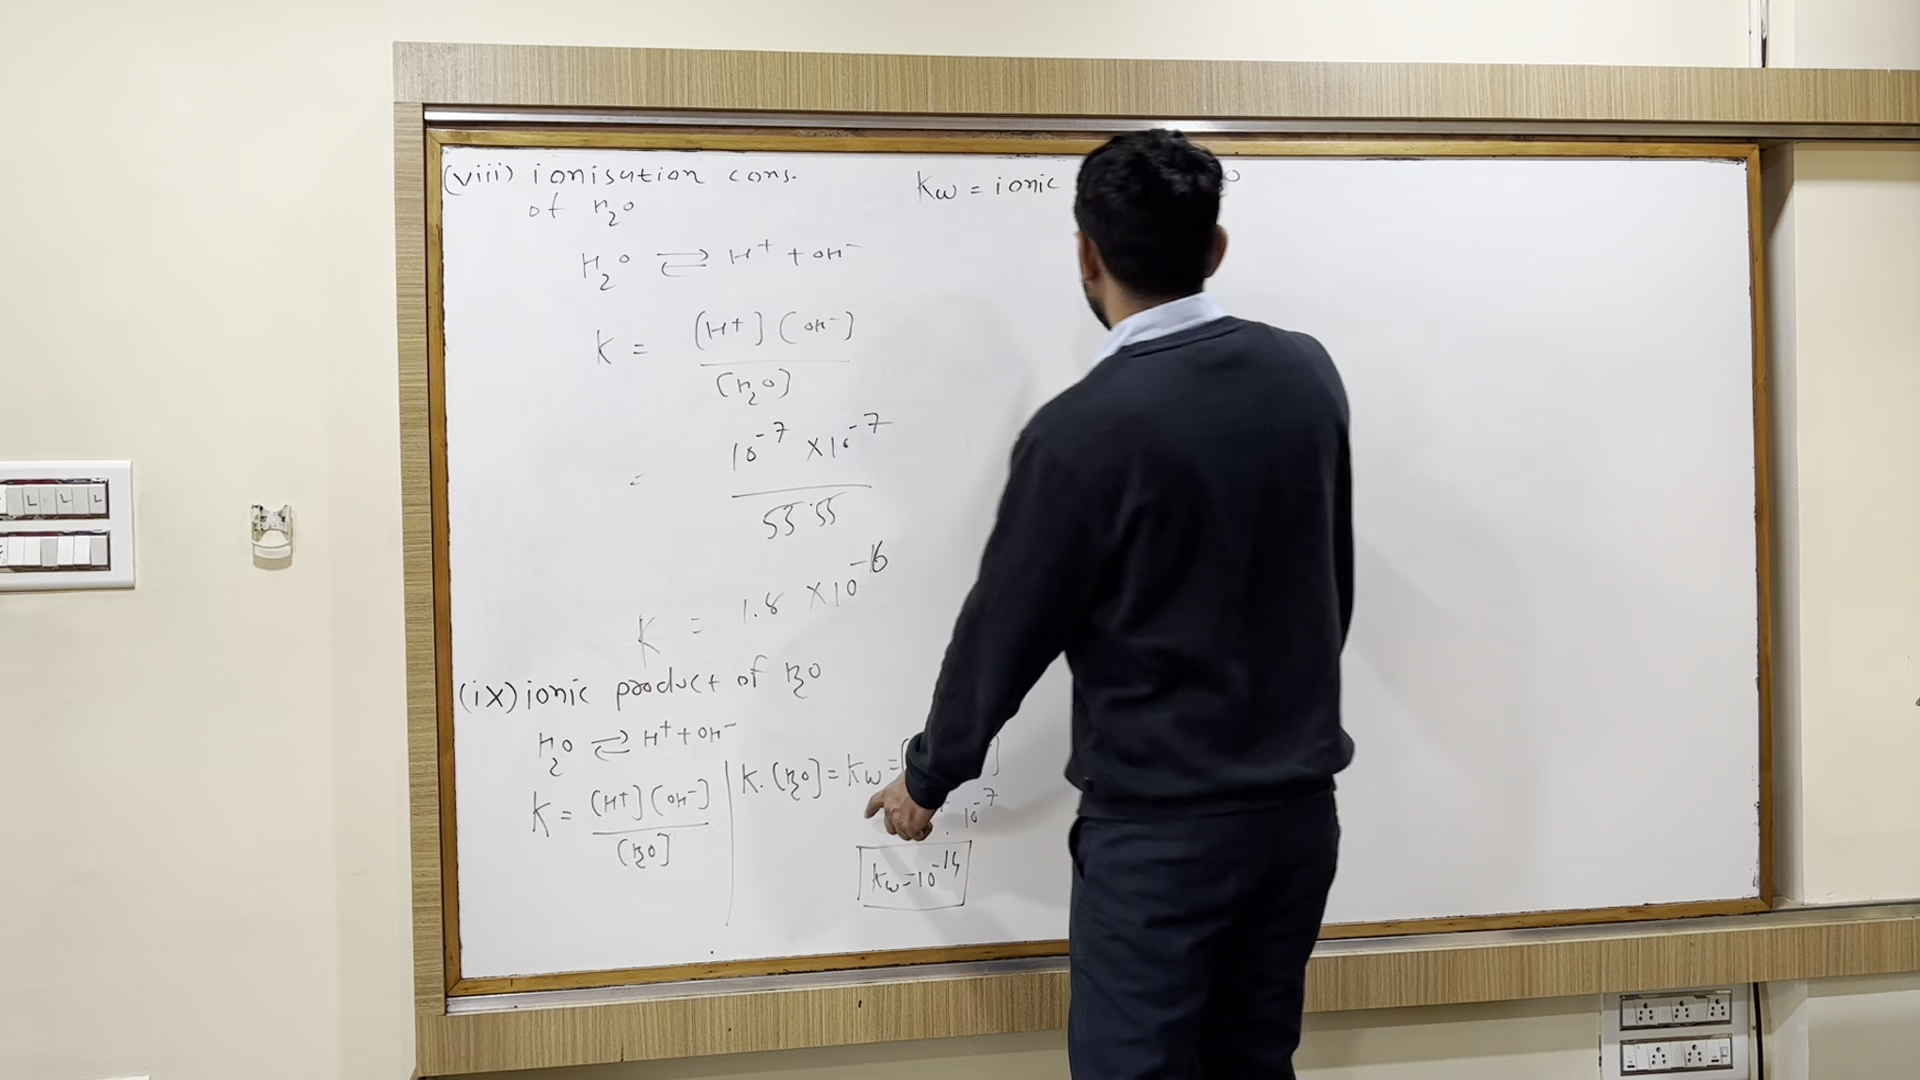 (viii) ionisation cons.
of H₂O
H₂O ⇌ H⁺ + OH⁻
K = [H⁺] [OH⁻]
[H₂O]
= 10⁻⁷ × 10⁻⁷
55.55
K = 1.8 × 10⁻¹⁶
(ix) ionic product of H₂O
H₂O ⇌ H⁺ + OH⁻
K = [H⁺] [OH⁻]
[H₂O]
K. [H₂O] = Kw =
10⁻⁷
Kw = 10⁻¹⁴
Kw = ionic